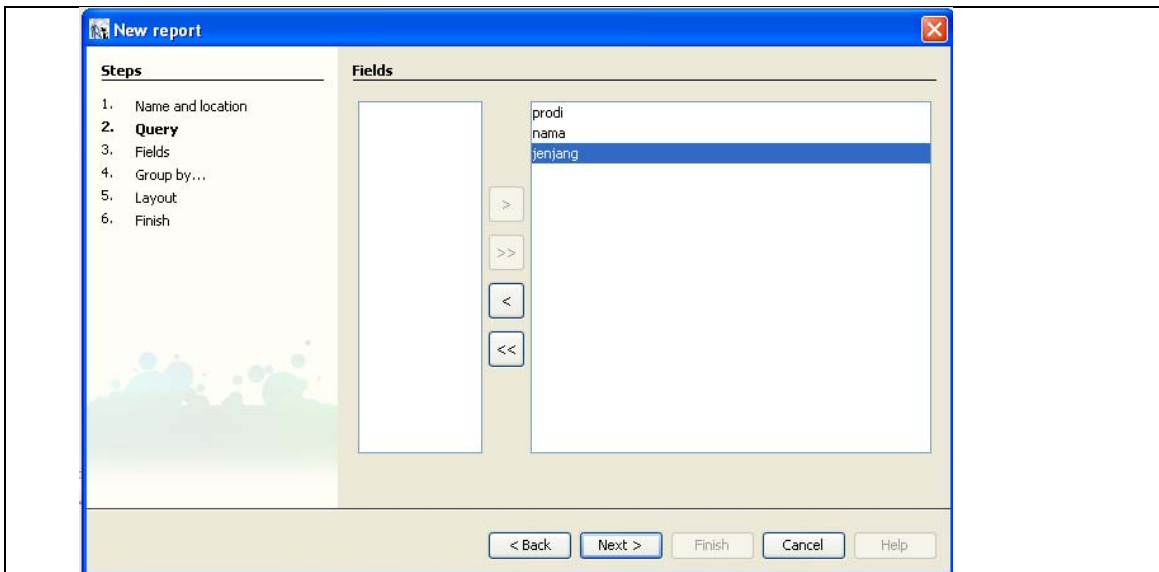 New report
Steps
1. Name and location
2. Query
3. Fields
4. Group by...
5. Layout
6. Finish
Fields
prodi
nama
jenjang
>
>>
<
<<
< Back
Next >
Finish
Cancel
Help